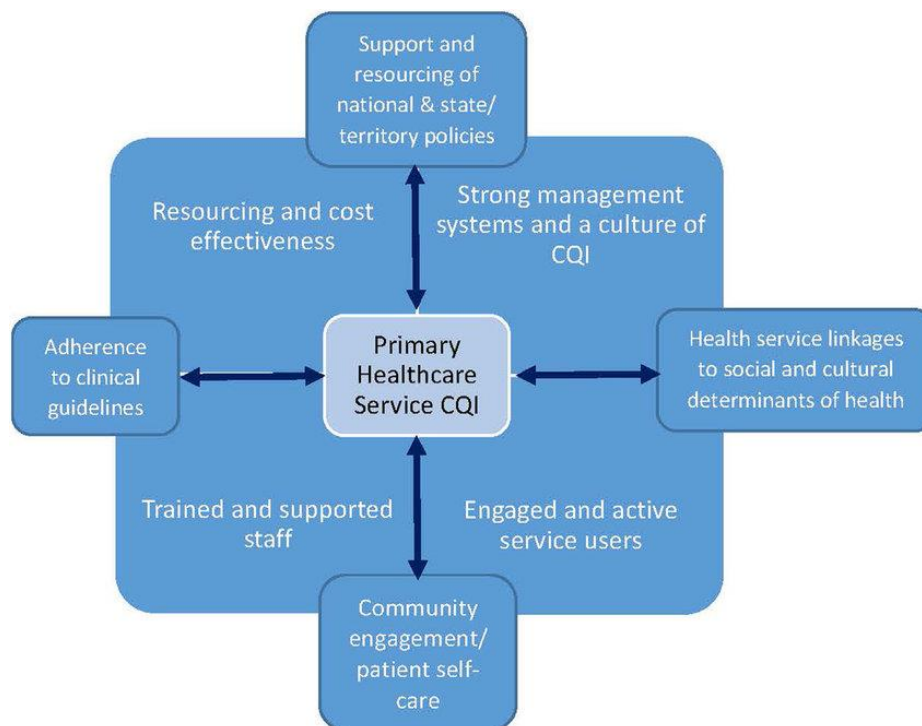 Support and
resourcing of
national & state/
territory policies
Resourcing and cost
effectiveness
Strong management
systems and a culture of
CQI
Adherence
to clinical
guidelines
Primary
Healthcare
Service CQI
Health service linkages
to social and cultural
determinants of health
Trained and supported
staff
Engaged and active
service users
Community
engagement/
patient self-
care